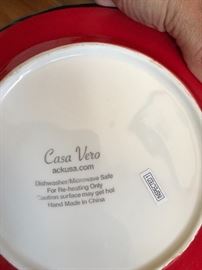 Casa Vero
ackusa.com
Dishwasher/Microwave Safe
For Re-heating Only
Caution surface may get hot
Hand Made in China